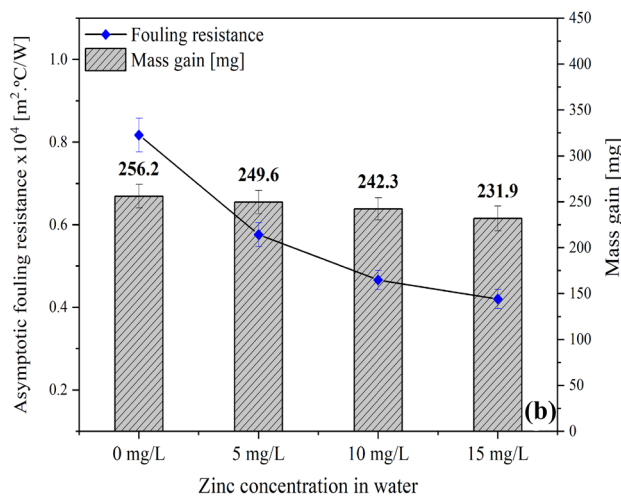 Fouling resistance
Mass gain [mg]
Asymptotic fouling resistance x10⁴ [m².ºC/W]
1.0
0.8
0.6
0.4
0.2
256.2
249.6
242.3
231.9
450
400
350
300
250
200
150
100
50
0
Mass gain [mg]
(b)
0 mg/L
5 mg/L
10 mg/L
15 mg/L
Zinc concentration in water